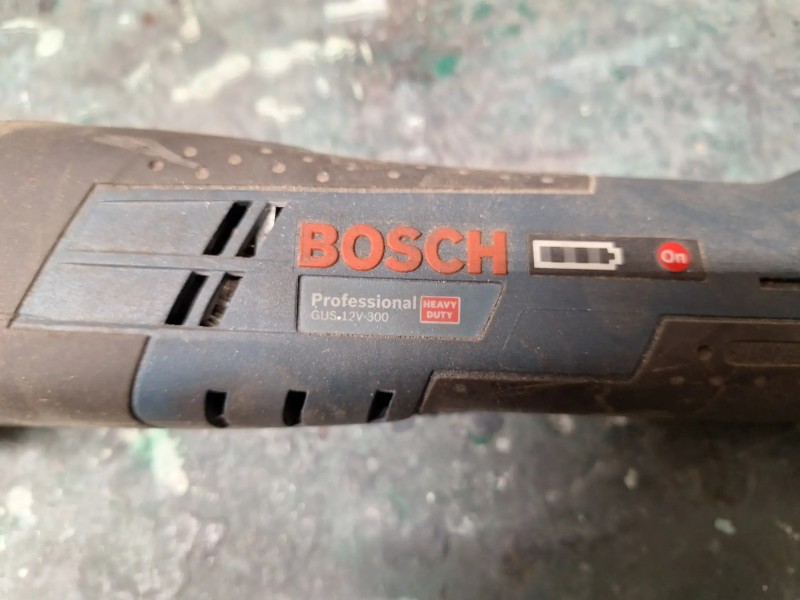 BOSCH
On
Professional
HEAVY
DUTY
GUS 12V-300